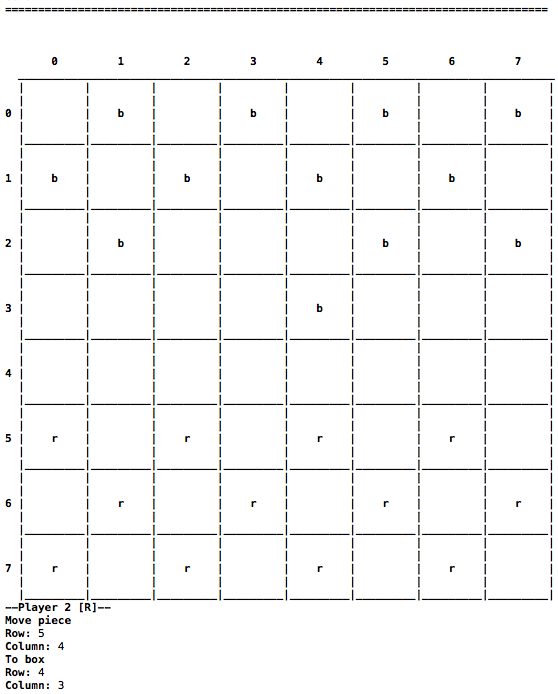 ==================================================================================
0 1 2 3 4 5 6 7
0 b b b b
1 b b b b
2 b b b
3 b
4
5 r r r r
6 r r r r
7 r r r r
——Player 2 [R]——
Move piece
Row: 5
Column: 4
To box
Row: 4
Column: 3